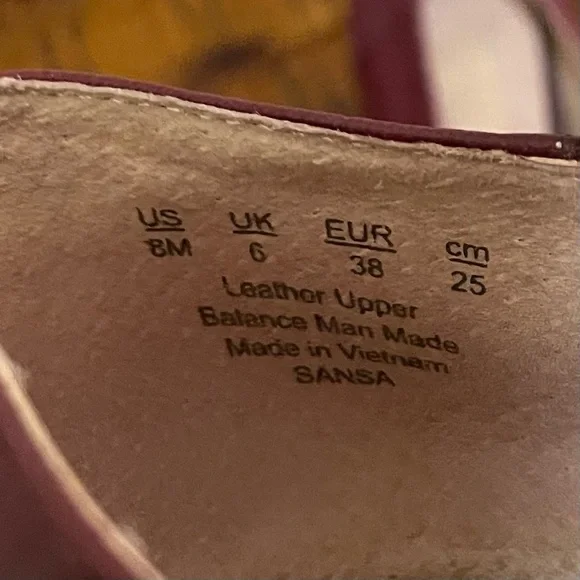 US UK EUR cm
8M 6 38 25
Leather Upper
Balance Man Made
Made in Vietnam
SANSA